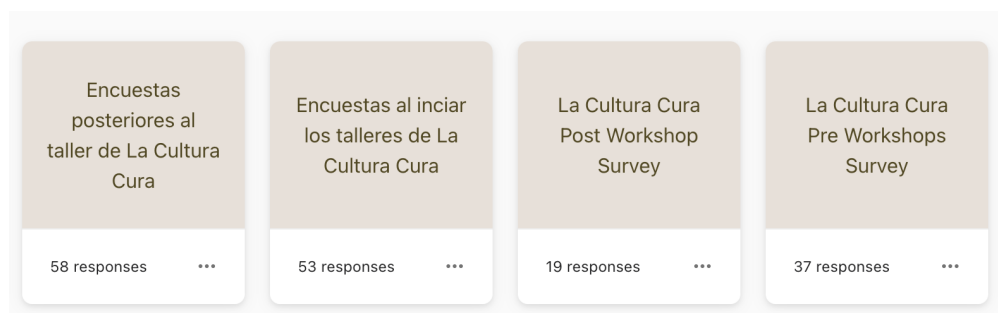 Encuestas
posteriores al
taller de La Cultura
Cura
58 responses
Encuestas al inciar
los talleres de La
Cultura Cura
53 responses
La Cultura Cura
Post Workshop
Survey
19 responses
La Cultura Cura
Pre Workshops
Survey
37 responses